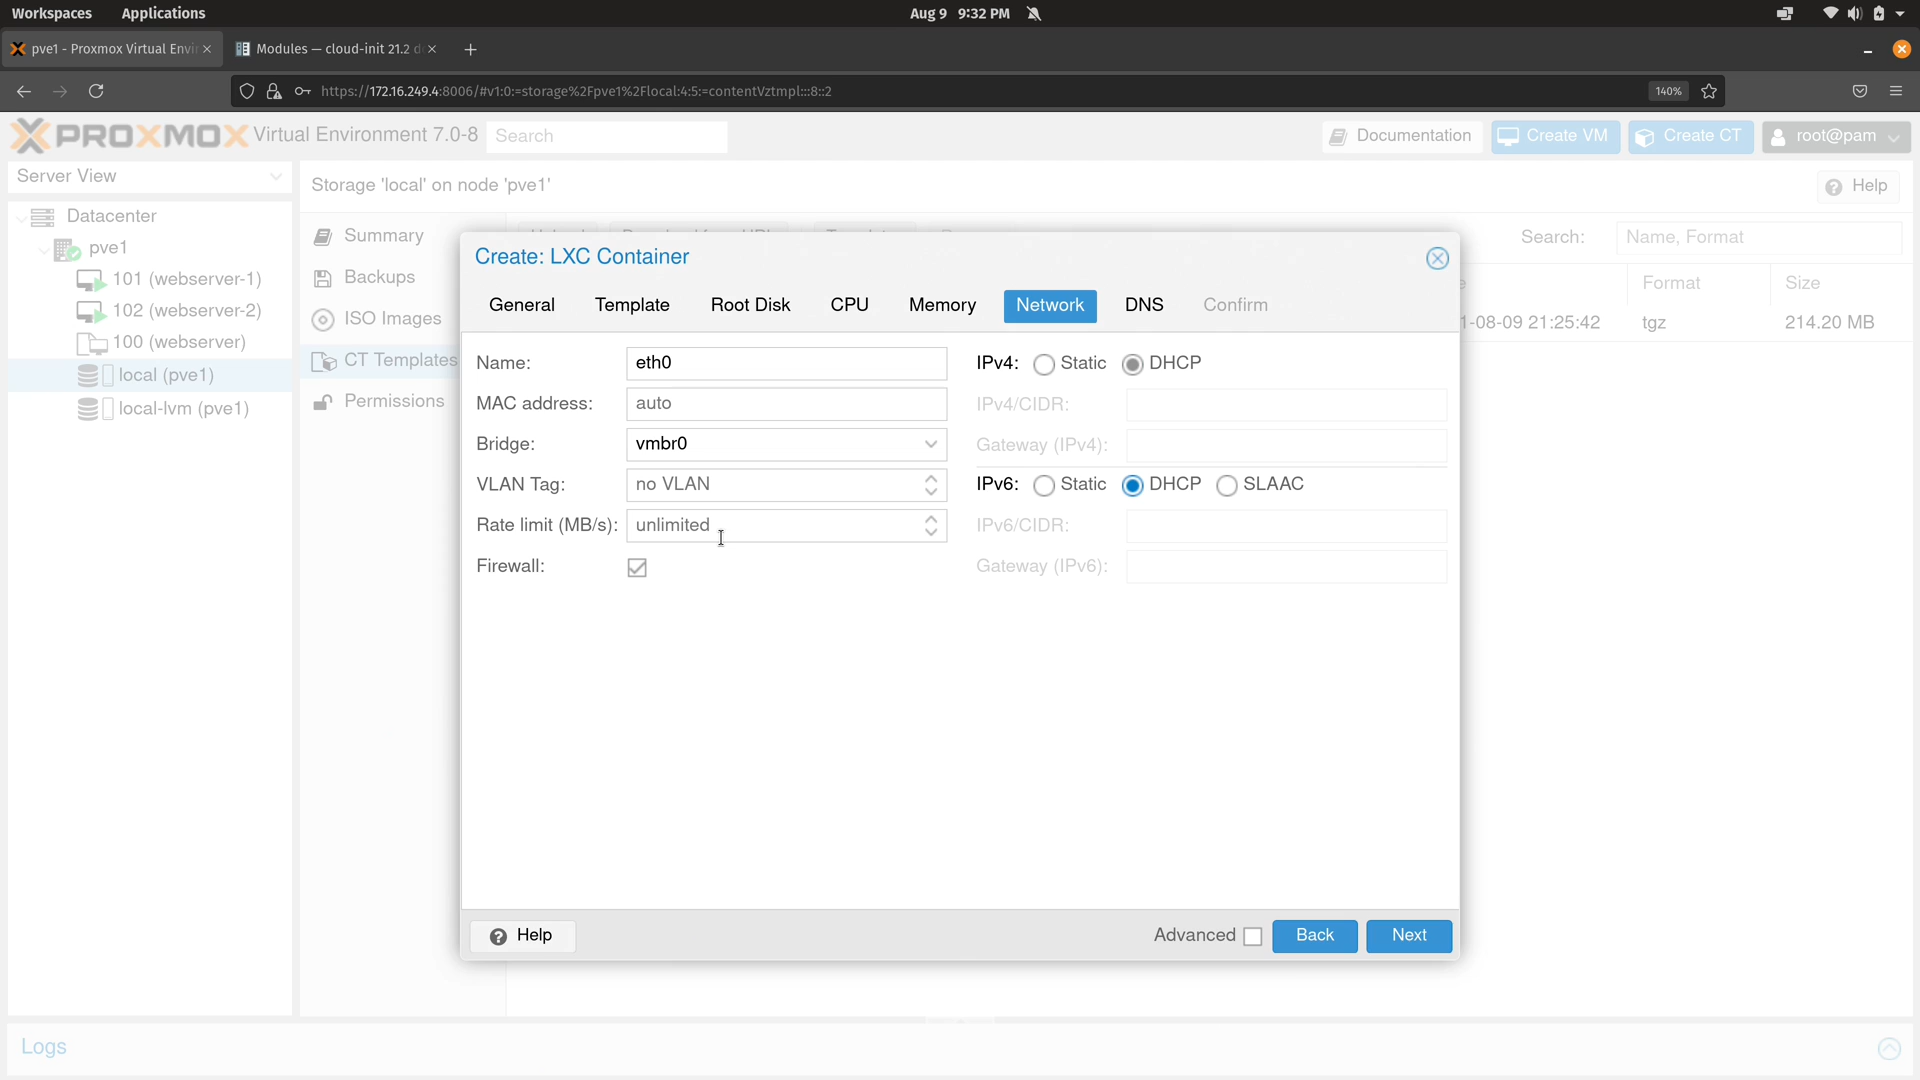 Workspaces Applications Aug 9 9:32 PM
pve1 - Proxmox Virtual Envi Modules — cloud-init 21.2 d
https://172.16.249.4:8006/#v1:0:=storage%2Fpve1%2Flocal:4:5:=contentVztmpl:::8::2 140%
PROXMOX Virtual Environment 7.0-8 Search Documentation Create VM Create CT root@pam
Server View Storage 'local' on node 'pve1' Help
Datacenter
pve1
101 (webserver-1)
102 (webserver-2)
100 (webserver)
local (pve1)
local-lvm (pve1)
Summary
Backups
ISO Images
CT Templates
Permissions
Search: Name, Format
Format Size
1-08-09 21:25:42 tgz 214.20 MB
Create: LXC Container
General Template Root Disk CPU Memory Network DNS Confirm
Name: eth0
MAC address: auto
Bridge: vmbr0
VLAN Tag: no VLAN
Rate limit (MB/s): unlimited
Firewall:
IPv4: Static DHCP
IPv4/CIDR:
Gateway (IPv4):
IPv6: Static DHCP SLAAC
IPv6/CIDR:
Gateway (IPv6):
Help Advanced Back Next
Logs